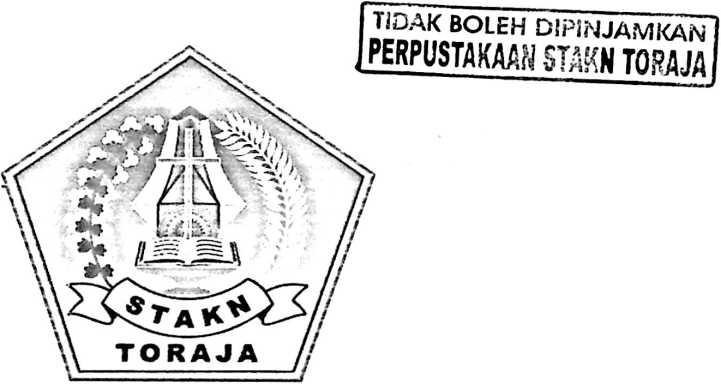 TIDAK BOLEH DIPINJAMKAN
PERPUSTAKAAN STAKN TORAJA
STAKN
TORAJA